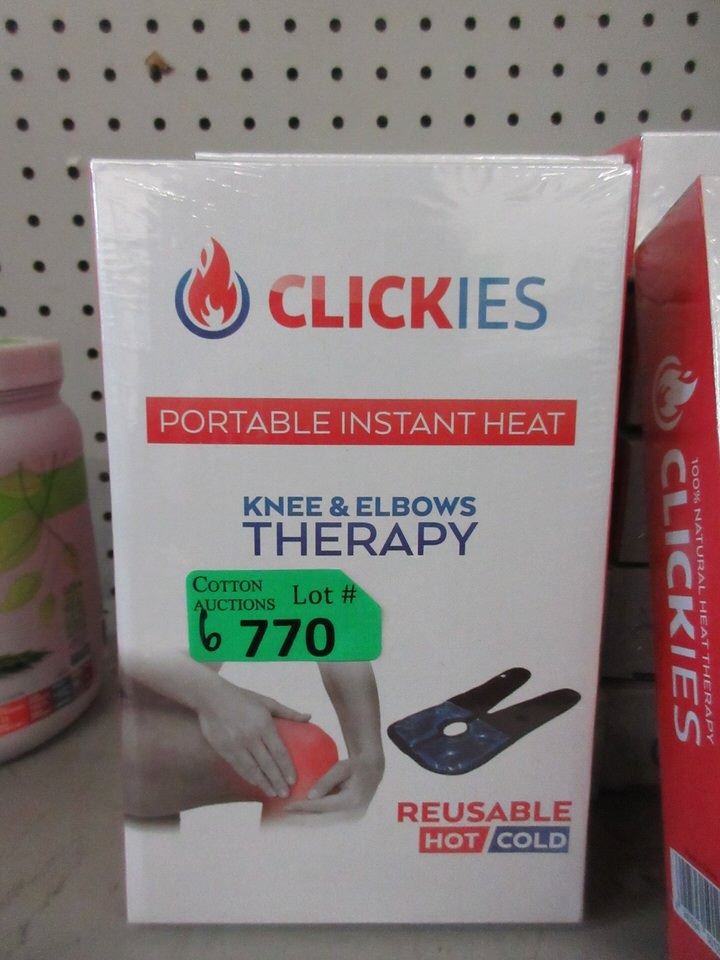 CLICKIES
PORTABLE INSTANT HEAT
KNEE & ELBOWS
THERAPY
COTTON
AUCTIONS Lot #
6 770
REUSABLE
HOT / COLD
CLICKIES
100% NATURAL HEAT THERAPY